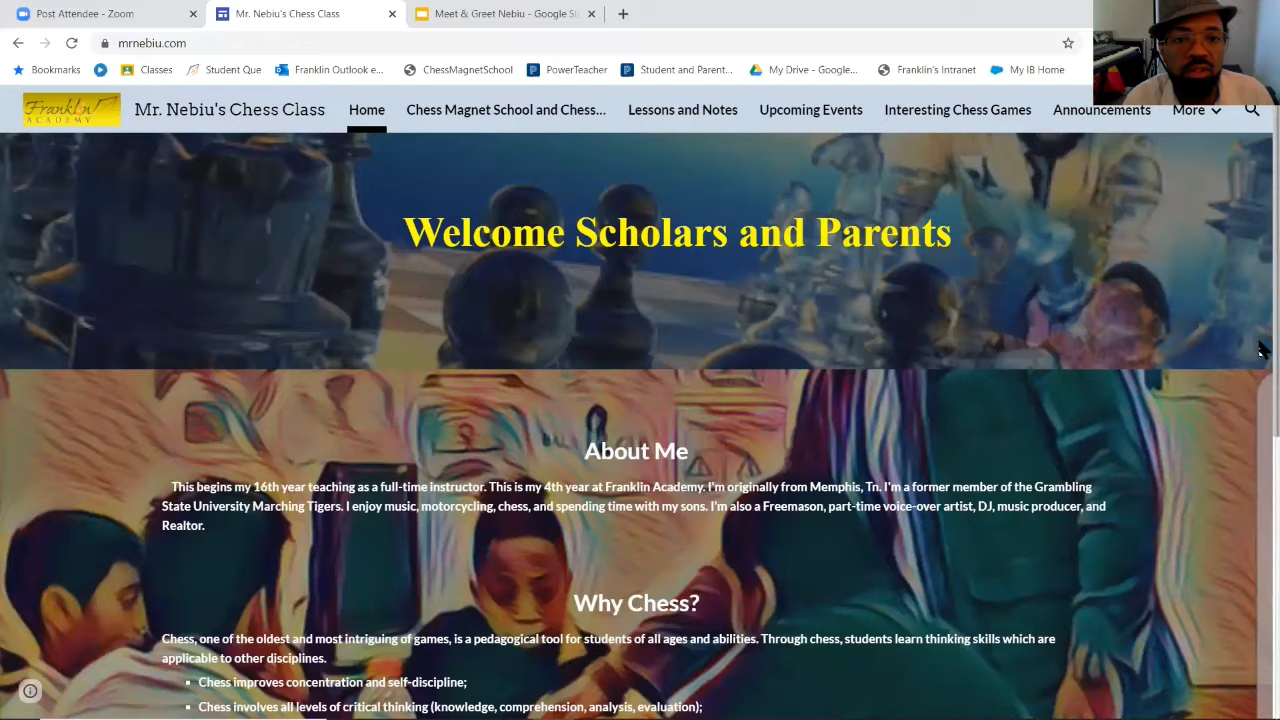 Post Attendee - Zoom
Mr. Nebiu's Chess Class
Meet & Greet Nebiu - Google Sl
mrnebiu.com
Bookmarks
Classes
Student Que
Franklin Outlook e...
ChessMagnetSchool
PowerTeacher
Student and Parent...
My Drive - Google...
Franklin's Intranet
My IB Home
Franklin
ACADEMY
Mr. Nebiu's Chess Class
Home
Chess Magnet School and Chess...
Lessons and Notes
Upcoming Events
Interesting Chess Games
Announcements
More
Welcome Scholars and Parents
About Me
This begins my 16th year teaching as a full-time instructor. This is my 4th year at Franklin Academy. I'm originally from Memphis, Tn. I'm a former member of the Grambling
State University Marching Tigers. I enjoy music, motorcycling, chess, and spending time with my sons. I'm also a Freemason, part-time voice-over artist, DJ, music producer, and
Realtor.
Why Chess?
Chess, one of the oldest and most intriguing of games, is a pedagogical tool for students of all ages and abilities. Through chess, students learn thinking skills which are
applicable to other disciplines.
▪ Chess improves concentration and self-discipline;
▪ Chess involves all levels of critical thinking (knowledge, comprehension, analysis, evaluation);